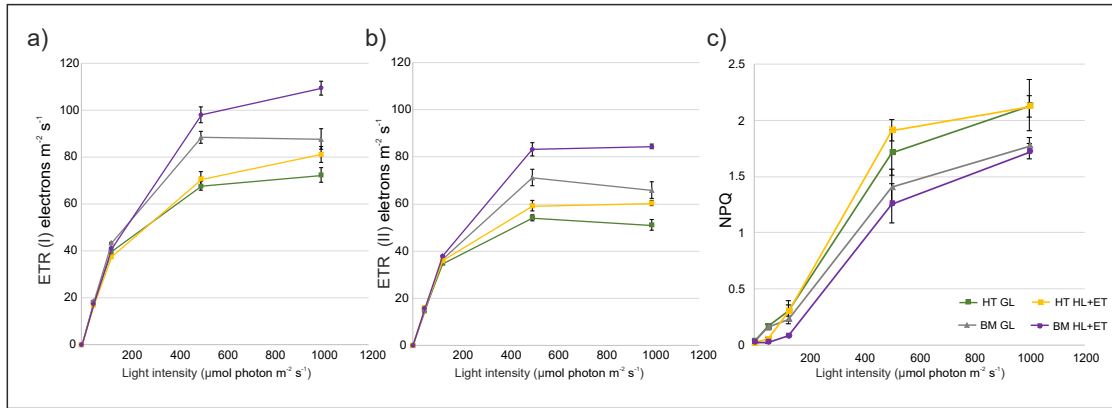 a)
ETR (I) electrons m-2 s-1
120
100
80
60
40
20
0
0 200 400 600 800 1000 1200
Light intensity (µmol photon m-2 s-1)
b)
ETR (II) eletrons m-2 s-1
120
100
80
60
40
20
0
0 200 400 600 800 1000 1200
Light intensity (µmol photon m-2 s-1)
c)
NPQ
2.5
2
1.5
1
0.5
0
200 400 600 800 1000 1200
Light intensity (µmol photon m-2 s-1)
HT GL HT HL+ET
BM GL BM HL+ET